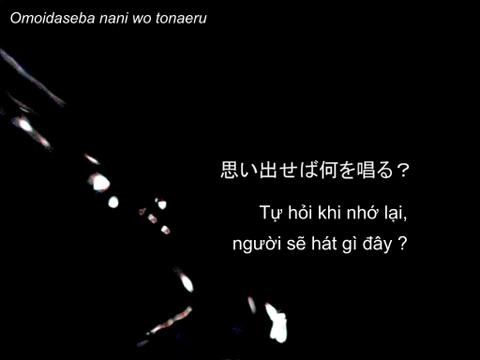 Omoidaseba nani wo tonaeru
思い出せば何を唱る？
Tự hỏi khi nhớ lại,
người sẽ hát gì đây ?